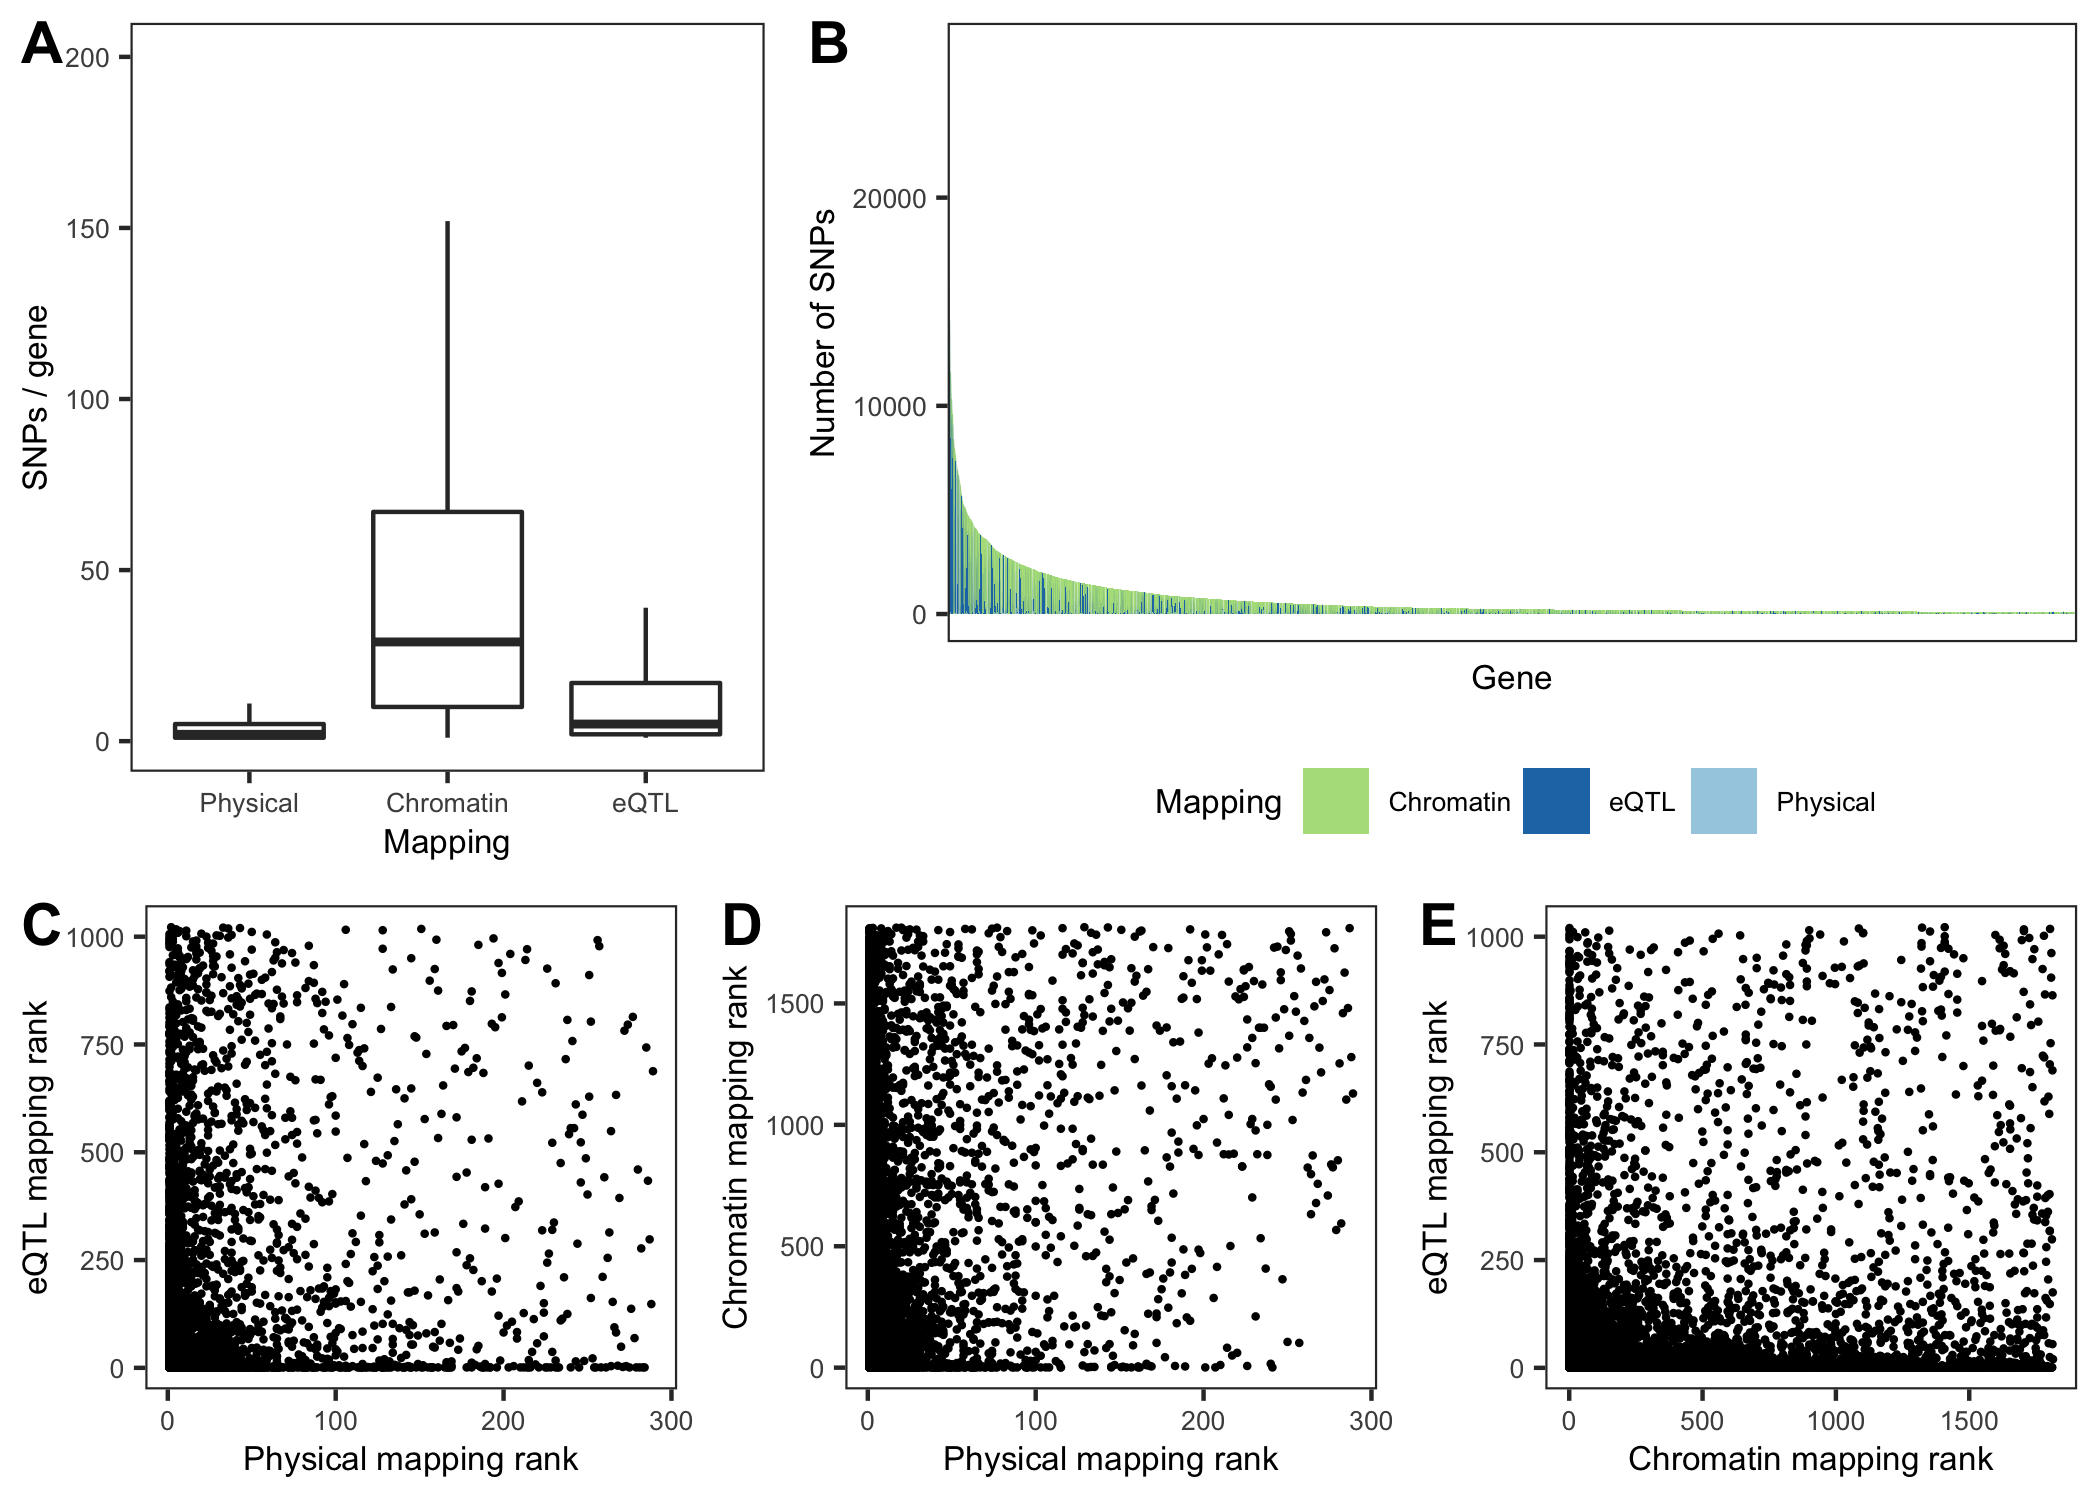 A
200
150
100
50
0
SNPs / gene
Physical Chromatin eQTL
Mapping
B
20000
10000
0
Number of SNPs
Gene
Mapping Chromatin eQTL Physical
C
1000
750
500
250
0
eQTL mapping rank
0 100 200 300
Physical mapping rank
D
1500
1000
500
0
Chromatin mapping rank
0 100 200 300
Physical mapping rank
E
1000
750
500
250
0
eQTL mapping rank
0 500 1000 1500
Chromatin mapping rank